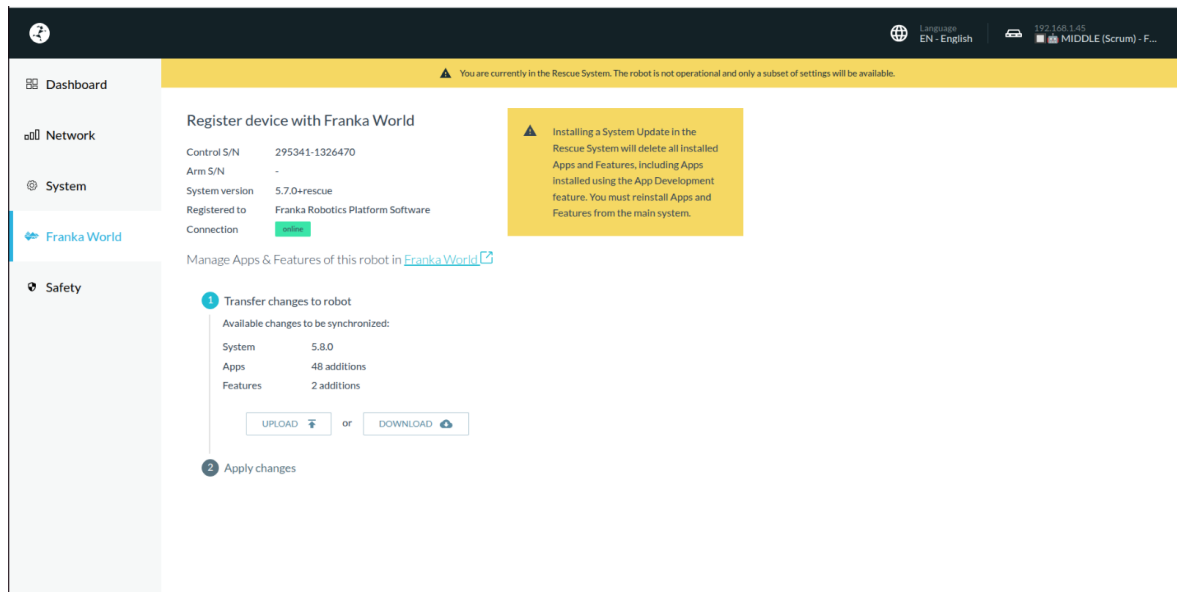 Language
EN - English
192.168.1.45
MIDDLE (Scrum) - F...
You are currently in the Rescue System. The robot is not operational and only a subset of settings will be available.
Dashboard
Network
System
Franka World
Safety
Register device with Franka World
Control S/N 295341-1326470
Arm S/N -
System version 5.7.0+rescue
Registered to Franka Robotics Platform Software
Connection online
Installing a System Update in the
Rescue System will delete all installed
Apps and Features, including Apps
installed using the App Development
feature. You must reinstall Apps and
Features from the main system.
Manage Apps & Features of this robot in Franka World
1 Transfer changes to robot
Available changes to be synchronized:
System 5.8.0
Apps 48 additions
Features 2 additions
UPLOAD or DOWNLOAD
2 Apply changes